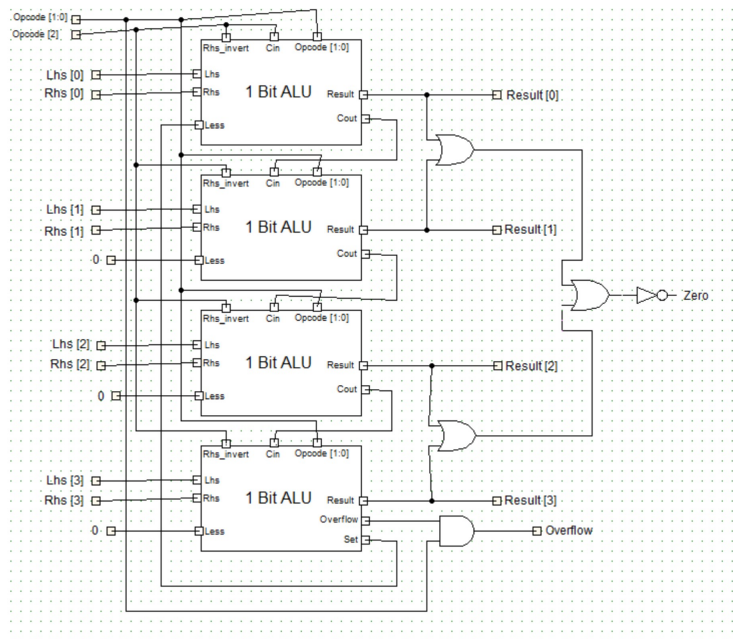 Opcode [1:0]
Opcode [2]
Rhs_invert Cin Opcode [1:0]
Lhs [0] Lhs
Rhs [0] Rhs 1 Bit ALU Result Result [0]
Cout
Less
Rhs_invert Cin Opcode [1:0]
Lhs [1] Lhs
Rhs [1] Rhs 1 Bit ALU Result Result [1]
Cout
0 Less
Zero
Rhs_invert Cin Opcode [1:0]
Lhs [2] Lhs
Rhs [2] Rhs 1 Bit ALU Result Result [2]
Cout
0 Less
Rhs_invert Cin Opcode [1:0]
Lhs [3] Lhs
Rhs [3] Rhs 1 Bit ALU Result Result [3]
Overflow
0 Less Overflow
Set